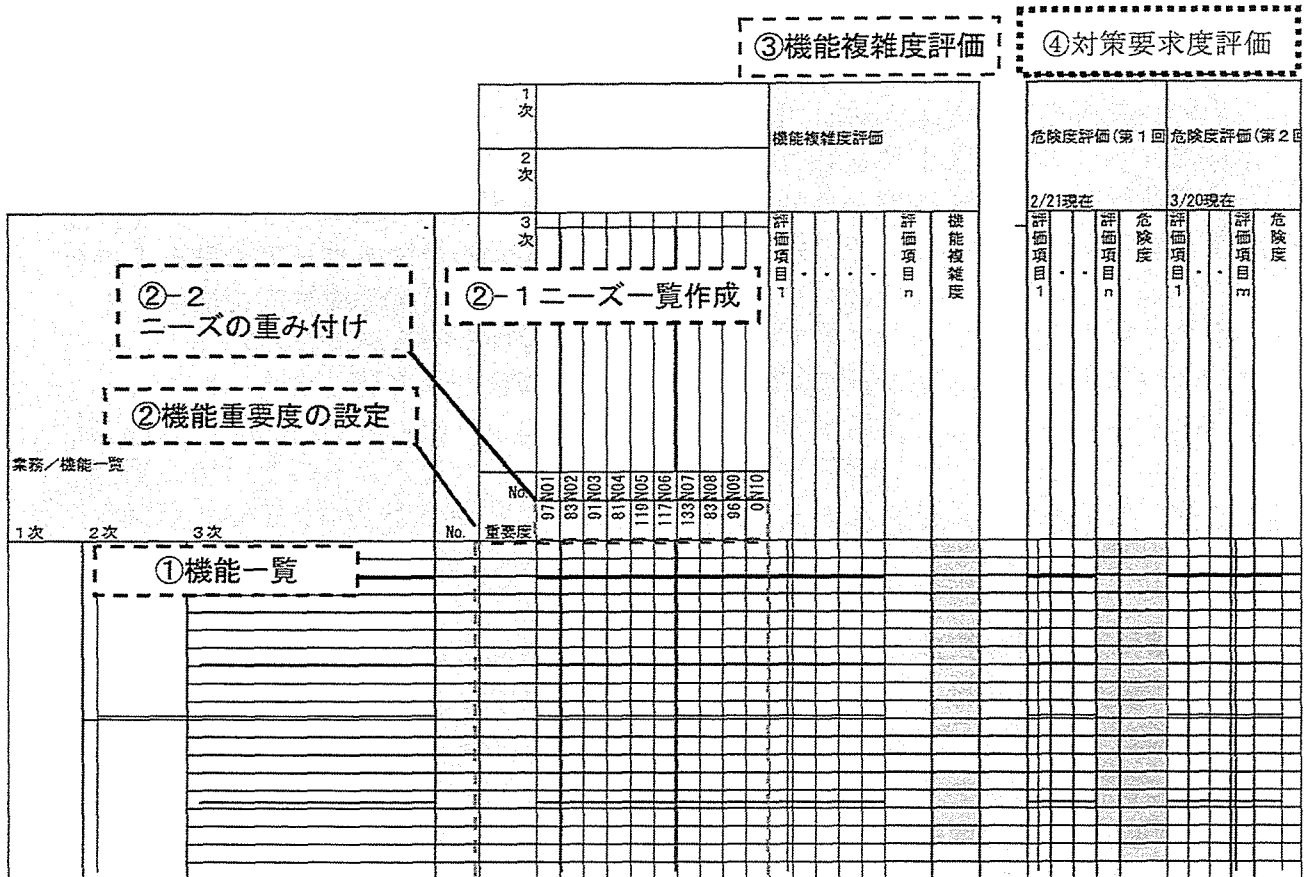 ③機能複雑度評価
④対策要求度評価
1次
2次
3次
機能複雑度評価
危険度評価(第1回
危険度評価(第2回
2/21現在
3/20現在
評価項目1
・
・
・
・
評価項目n
機能複雑度
評価項目1
・
・
評価項目n
危険度
評価項目1
・
・
評価項目m
危険度
②-2
ニーズの重み付け
②-1ニーズ一覧作成
②機能重要度の設定
業務/機能一覧
No.
N01
N02
N03
N04
N05
N06
N07
N08
N09
N10
1次
2次
3次
No.
重要度
97
83
91
81
119
117
133
83
96
0
①機能一覧